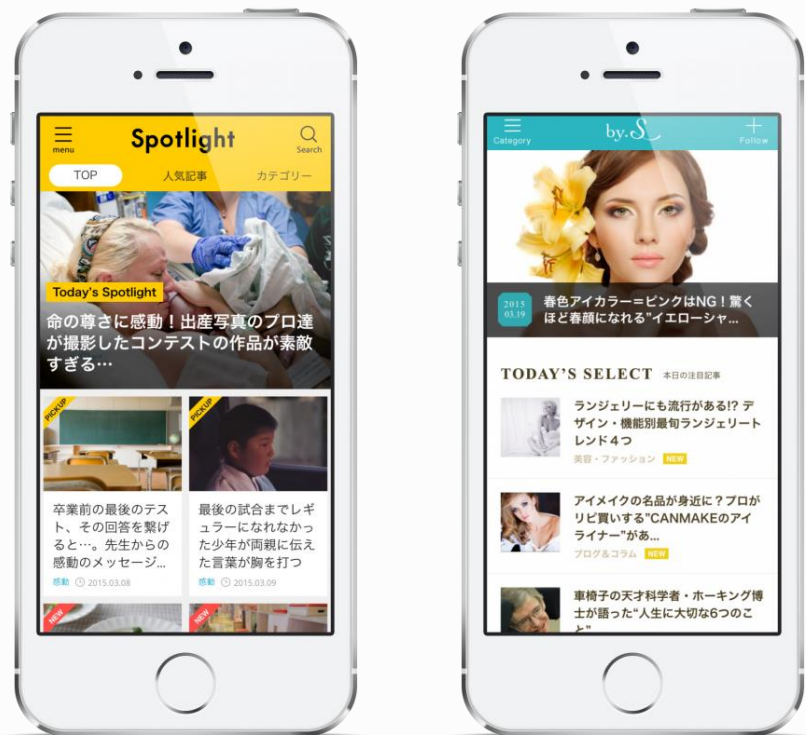 menu
Spotlight
Search
TOP
人気記事
カテゴリー
Today's Spotlight
命の尊さに感動！出産写真のプロ達
が撮影したコンテストの作品が素敵
すぎる…
PICKUP
卒業前の最後のテス
ト、その回答を繋げ
ると…。先生からの
感動のメッセージ...
感動 2015.03.08
PICKUP
最後の試合までレギ
ュラーになれなかっ
た少年が両親に伝え
た言葉が胸を打つ
感動 2015.03.09
NEW
NEW
Category
by.S
Follow
2015
03.19
春色アイカラー＝ピンクはNG！驚く
ほど春顔になれる"イエローシャ...
TODAY'S SELECT 本日の注目記事
ランジェリーにも流行がある!? デ
ザイン・機能別最旬ランジェリート
レンド４つ
美容・ファッション NEW
アイメイクの名品が身近に？プロが
リピ買いする"CANMAKEのアイ
ライナー"があ...
ブログ＆コラム NEW
車椅子の天才科学者・ホーキング博
士が語った"人生に大切な6つのこ
と"